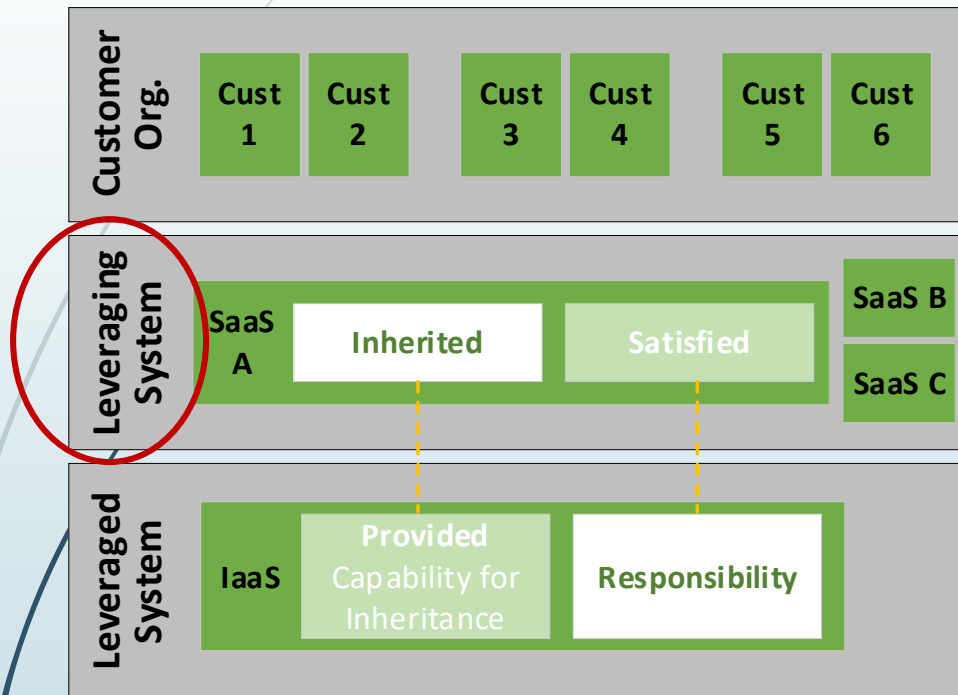 Customer
Org.
Cust
1
Cust
2
Cust
3
Cust
4
Cust
5
Cust
6
Leveraging
System
SaaS
A
Inherited
Satisfied
SaaS B
SaaS C
Leveraged
System
IaaS
Provided
Capability for
Inheritance
Responsibility